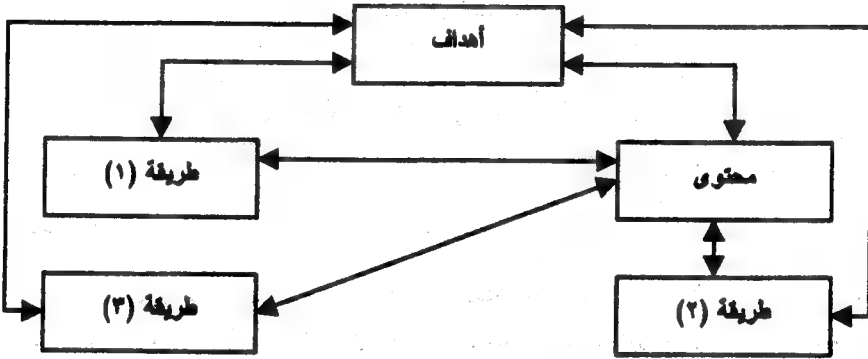 أهداف
طريقة (١)
محتوى
طريقة (٣)
طريقة (٢)